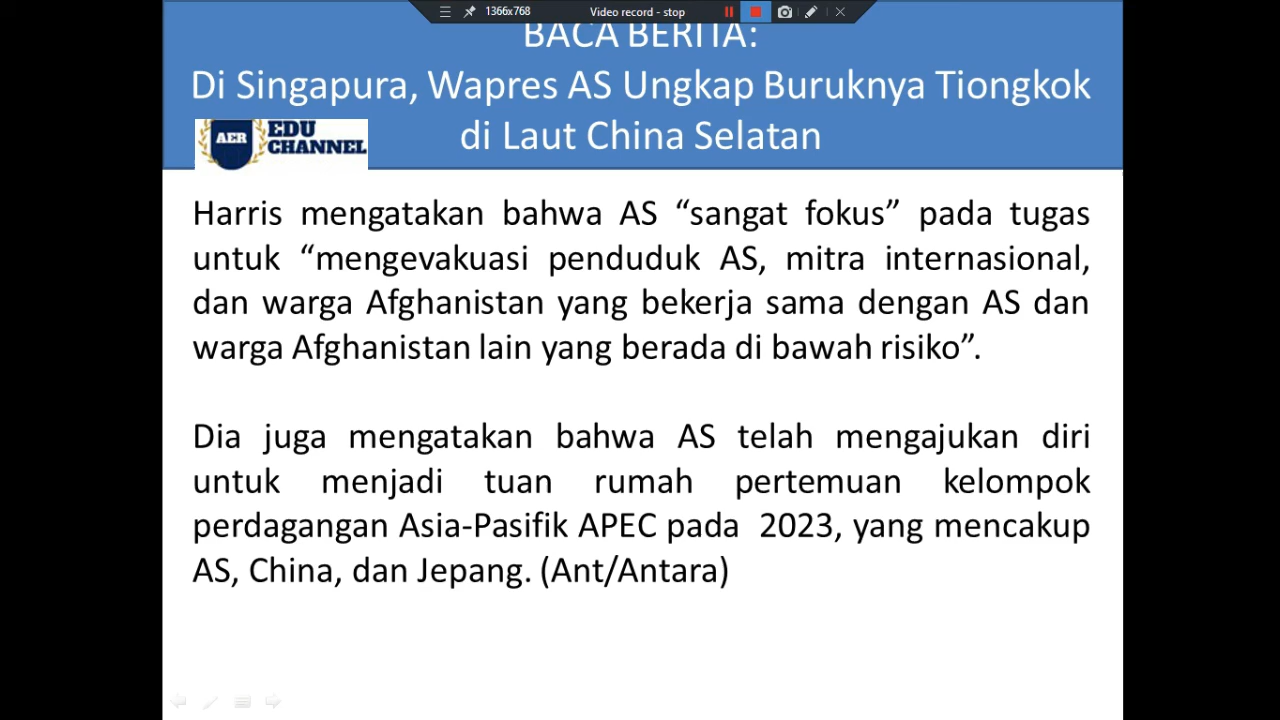 1366x768 Video record - stop
BACA BERITA:
Di Singapura, Wapres AS Ungkap Buruknya Tiongkok
di Laut China Selatan
AER EDU
CHANNEL
Harris mengatakan bahwa AS “sangat fokus” pada tugas
untuk “mengevakuasi penduduk AS, mitra internasional,
dan warga Afghanistan yang bekerja sama dengan AS dan
warga Afghanistan lain yang berada di bawah risiko”.
Dia juga mengatakan bahwa AS telah mengajukan diri
untuk menjadi tuan rumah pertemuan kelompok
perdagangan Asia-Pasifik APEC pada 2023, yang mencakup
AS, China, dan Jepang. (Ant/Antara)